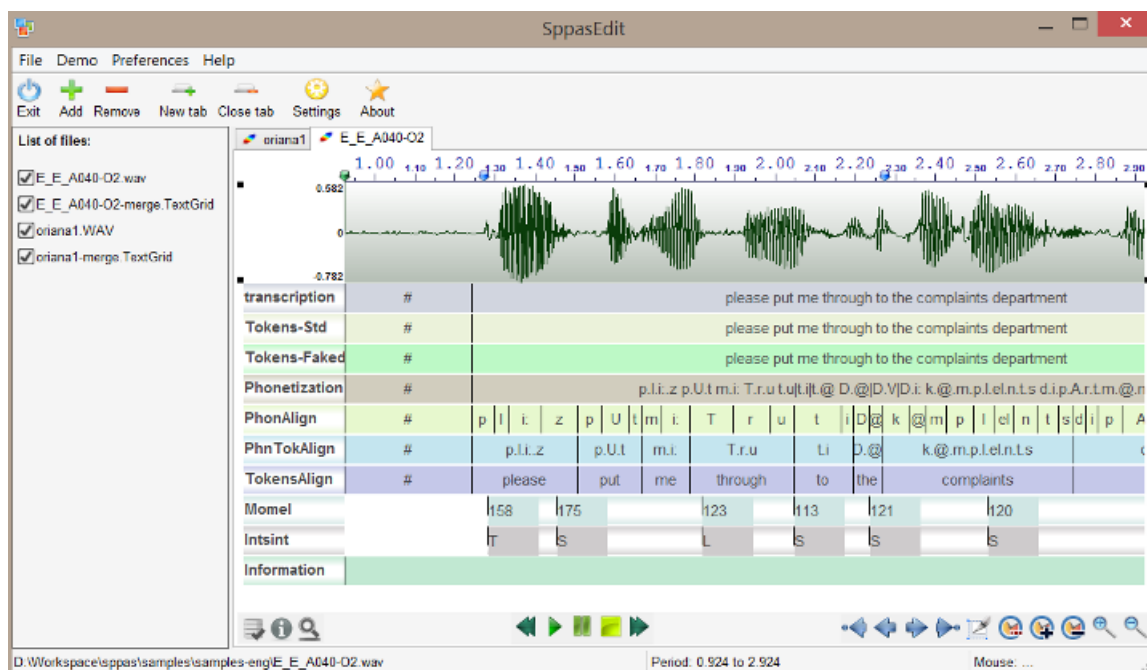 SppasEdit
File Demo Preferences Help
Exit Add Remove New tab Close tab Settings About
List of files:
E_E_A040-O2.wav
E_E_A040-O2-merge.TextGrid
oriana1.WAV
oriana1-merge.TextGrid
oriana1 E_E_A040-O2
1.00 1.10 1.20 1.30 1.40 1.50 1.60 1.70 1.80 1.90 2.00 2.10 2.20 2.30 2.40 2.50 2.60 2.70 2.80 2.90
0.582
0
-0.782
transcription # please put me through to the complaints department
Tokens-Std # please put me through to the complaints department
Tokens-Faked # please put me through to the complaints department
Phonetization # p.l.i:.z p.U.t m.i: T.r.u t.u|t.i|t.@ D.@|D.V|D.i: k.@.m.p.l.eI.n.t.s d.i.p.A.r.t.m.@.n
PhonAlign # p l i: z p U t m i: T r u t i D @ k @ m p l eI n t s d i p A
PhnTokAlign # p.l.i:.z p.U.t m.i: T.r.u t.i D.@ k.@.m.p.l.eI.n.t.s
TokensAlign # please put me through to the complaints
Momel 158 175 123 113 121 120
Intsint T S L S S S
Information
D:\Workspace\sppas\samples\samples-eng\E_E_A040-O2.wav Period: 0.924 to 2.924 Mouse: ...